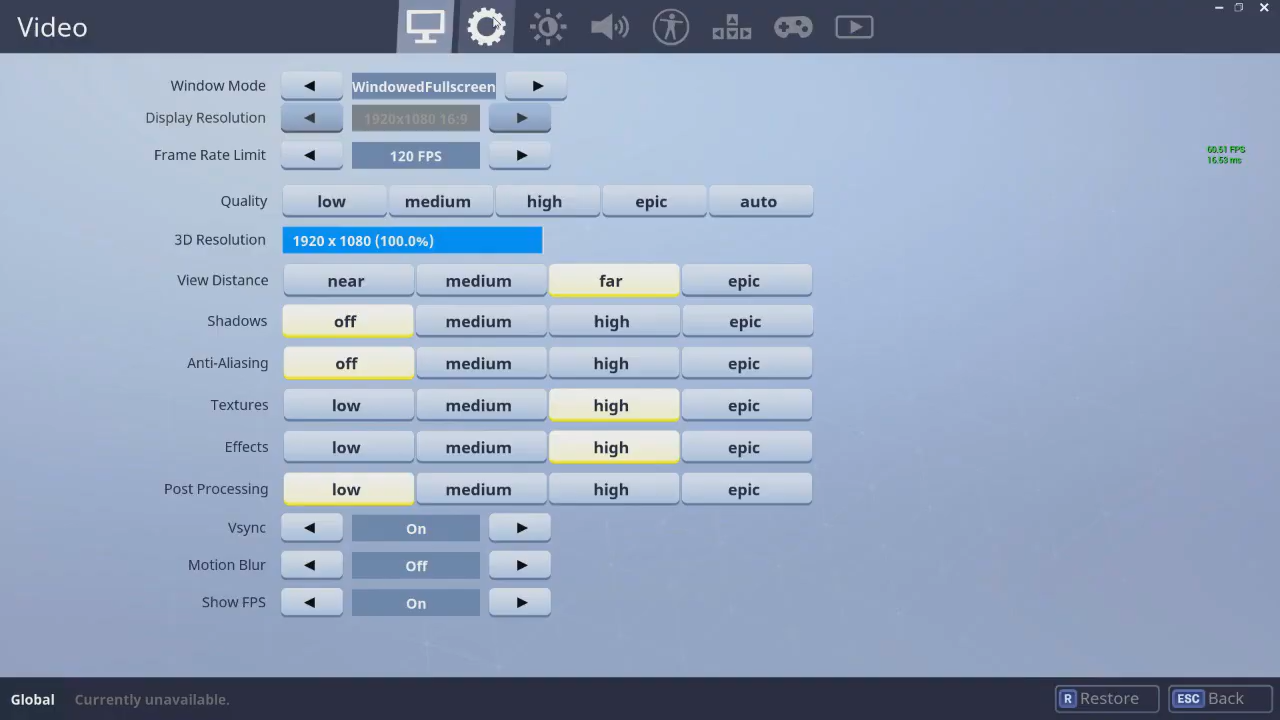 Video
Window Mode WindowedFullscreen
Display Resolution 1920x1080 16:9
Frame Rate Limit 120 FPS
60.51 FPS
16.53 ms
Quality low medium high epic auto
3D Resolution 1920 x 1080 (100.0%)
View Distance near medium far epic
Shadows off medium high epic
Anti-Aliasing off medium high epic
Textures low medium high epic
Effects low medium high epic
Post Processing low medium high epic
Vsync On
Motion Blur Off
Show FPS On
Global Currently unavailable. R Restore ESC Back